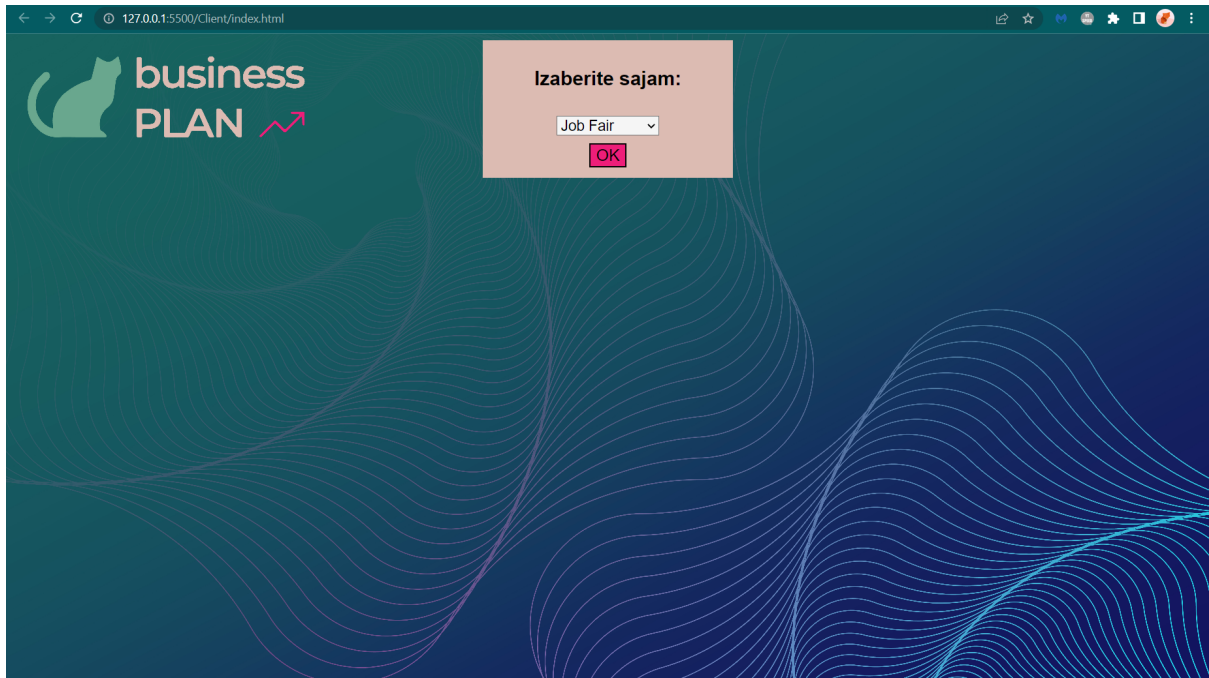 127.0.0.1:5500/Client/index.html
business
PLAN
Izaberite sajam:
Job Fair
OK